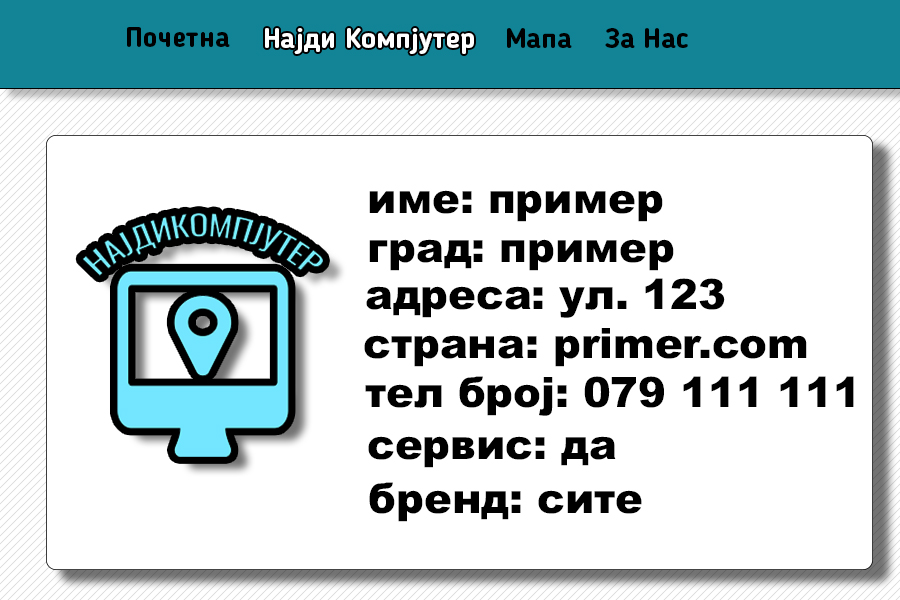 Почетна Најди Компјутер Мапа За Нас
НАЈДИКОМПЈУТЕР
име: пример
град: пример
адреса: ул. 123
страна: primer.com
тел број: 079 111 111
сервис: да
бренд: сите